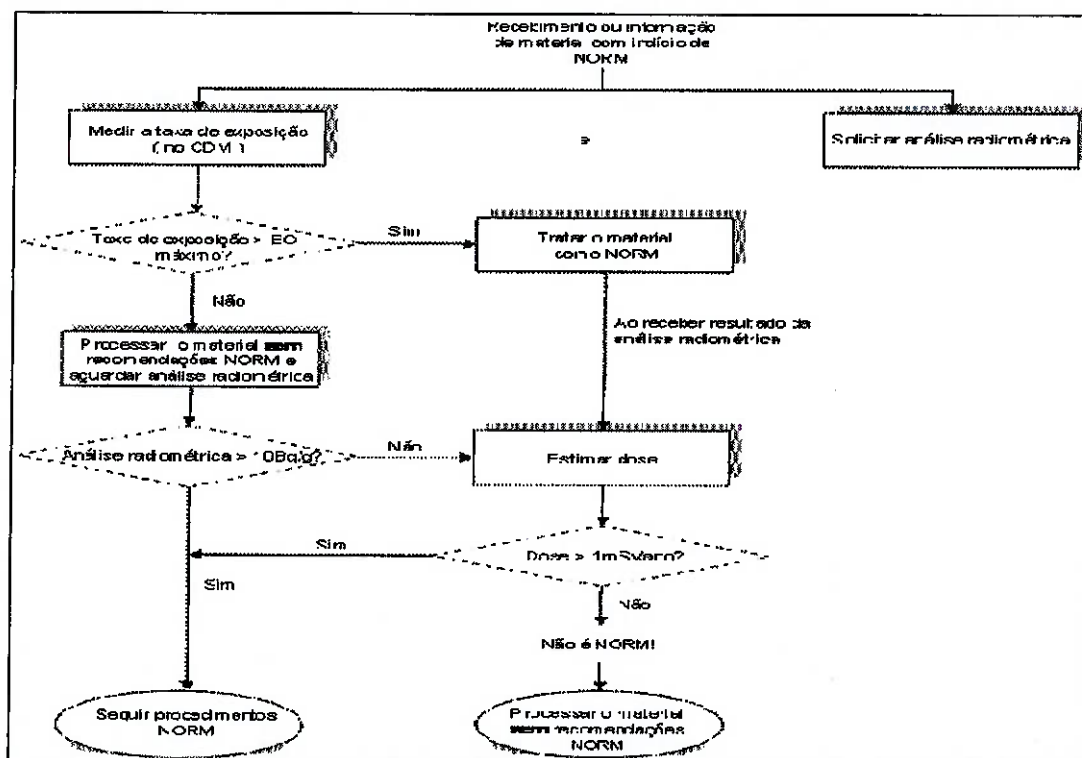 Recebimento ou informação
de material com indício de
NORM
Medir a taxa de exposição
( no CDM )
e
Solicitar análise radiométrica
Taxa de exposição >
máximo?
Sim
Tratar o material
como NORM
Não
Ao receber resultado da
análise radiométrica
Processar o material sem
recomendações NORM e
aguardar análise radiométrica
Análise radiométrica > 10Bq/g?
Não
Estimar dose
Sim
Dose > 1mSv/ano?
Sim
Não
Não é NORM!
Seguir procedimentos
NORM
Processar o material
sem recomendações
NORM